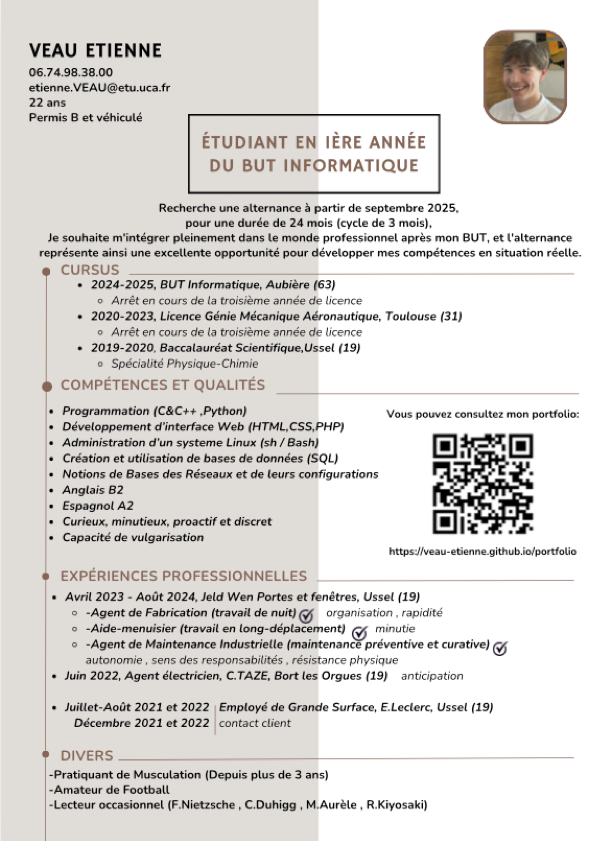 VEAU ETIENNE
06.74.98.38.00
etienne.VEAU@etu.uca.fr
22 ans
Permis B et véhiculé
ÉTUDIANT EN 1ÈRE ANNÉE
DU BUT INFORMATIQUE
Recherche une alternance à partir de septembre 2025,
pour une durée de 24 mois (cycle de 3 mois),
Je souhaite m'intégrer pleinement dans le monde professionnel après mon BUT, et l'alternance
représente ainsi une excellente opportunité pour développer mes compétences en situation réelle.
CURSUS
2024-2025, BUT Informatique, Aubière (63)
Arrêt en cours de la troisième année de licence
2020-2023, Licence Génie Mécanique Aéronautique, Toulouse (31)
Arrêt en cours de la troisième année de licence
2019-2020, Baccalauréat Scientifique,Ussel (19)
Spécialité Physique-Chimie
COMPÉTENCES ET QUALITÉS
Programmation (C&C++ ,Python)
Développement d'interface Web (HTML,CSS,PHP)
Administration d'un systeme Linux (sh / Bash)
Création et utilisation de bases de données (SQL)
Notions de Bases des Réseaux et de leurs configurations
Anglais B2
Espagnol A2
Curieux, minutieux, proactif et discret
Capacité de vulgarisation
Vous pouvez consultez mon portfolio:
https://veau-etienne.github.io/portfolio
EXPÉRIENCES PROFESSIONNELLES
Avril 2023 - Août 2024, Jeld Wen Portes et fenêtres, Ussel (19)
-Agent de Fabrication (travail de nuit) organisation , rapidité
-Aide-menuisier (travail en long-déplacement) minutie
-Agent de Maintenance Industrielle (maintenance préventive et curative)
autonomie , sens des responsabilités , résistance physique
Juin 2022, Agent électricien, C.TAZE, Bort les Orgues (19) anticipation
Juillet-Août 2021 et 2022 Employé de Grande Surface, E.Leclerc, Ussel (19)
Décembre 2021 et 2022 contact client
DIVERS
-Pratiquant de Musculation (Depuis plus de 3 ans)
-Amateur de Football
-Lecteur occasionnel (F.Nietzsche , C.Duhigg , M.Aurèle , R.Kiyosaki)